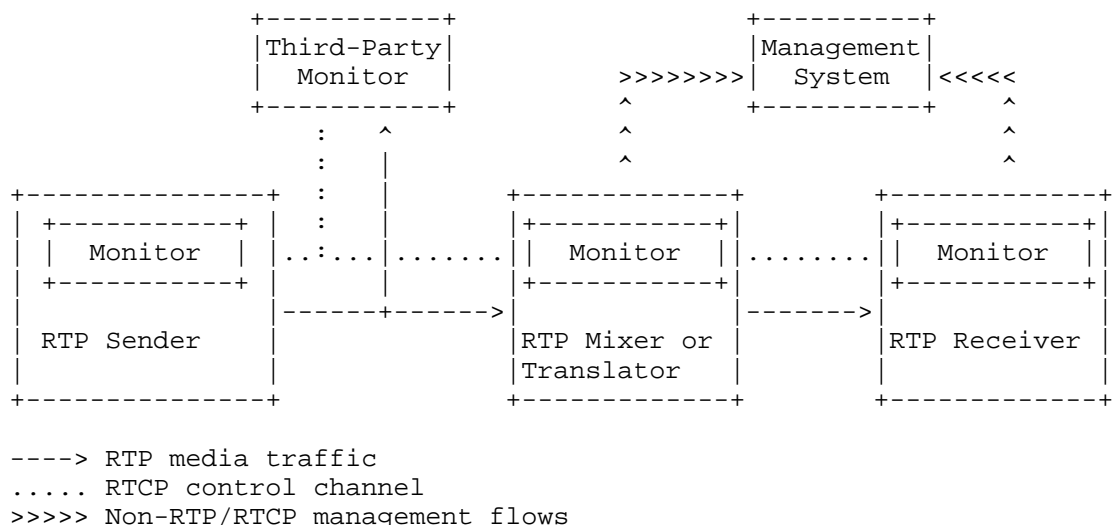 Third-Party
Monitor
Management
System
Monitor
Monitor
Monitor
RTP Sender
RTP Mixer or
Translator
RTP Receiver
----> RTP media traffic
..... RTCP control channel
>>>>> Non-RTP/RTCP management flows